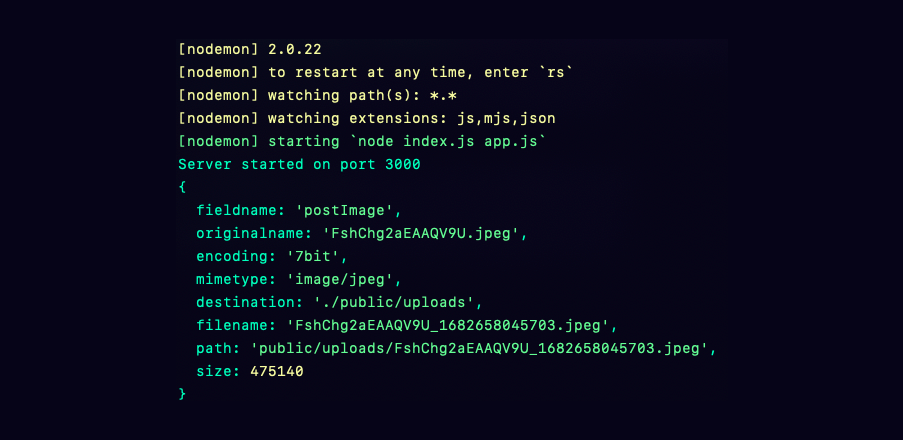 [nodemon] 2.0.22
[nodemon] to restart at any time, enter `rs`
[nodemon] watching path(s): *.*
[nodemon] watching extensions: js,mjs,json
[nodemon] starting `node index.js app.js`
Server started on port 3000
{
  fieldname: 'postImage',
  originalname: 'FshChg2aEAAQV9U.jpeg',
  encoding: '7bit',
  mimetype: 'image/jpeg',
  destination: './public/uploads',
  filename: 'FshChg2aEAAQV9U_1682658045703.jpeg',
  path: 'public/uploads/FshChg2aEAAQV9U_1682658045703.jpeg',
  size: 475140
}